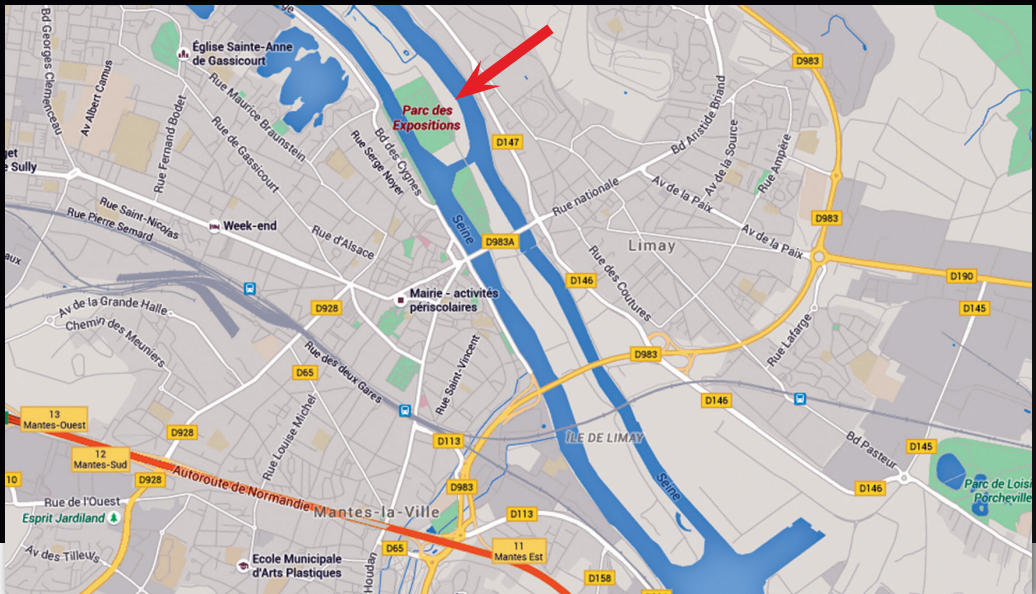 Bd Georges Clemenceau
Av Albert Camus
Église Sainte-Anne
de Gassicourt
Rue Maurice Braunstein
Rue de Gassicourt
Rue Fernand Bodet
Parc des
Expositions
Bd des Cygnes
Rue Serge Noyer
D147
D983
Bd Aristide Briand
Av de la source
Rue Ampère
Rue nationale
Av de la Paix
Av de la Paix
D983
Sully
Rue Saint-Nicolas
Rue Pierre Semard
Week-end
Rue d'Alsace
Seine
D983A
Limay
D190
D145
aux
D146
Rue des Coutures
Mairie - activités
périscolaires
D928
Av de la Grande Halle
Chemin des Meuniers
Rue Lafarge
D983
D65
Rue des deux Gares
Rue Saint-Vincent
Rue Louise Michel
D146
13
Mantes-Ouest
D928
D113
ÎLE DE LIMAY
Bd Pasteur
D145
12
Mantes-Sud
10
D928
Autoroute de Normandie
D983
Seine
D146
Parc de Loisi
Porcheville
Rue de l'Ouest
Esprit Jardiland
Mantes-la-Ville
D113
Av des Tilleuls
Ecole Municipale
d'Arts Plastiques
D65
11
Mantes Est
Houdan
D158